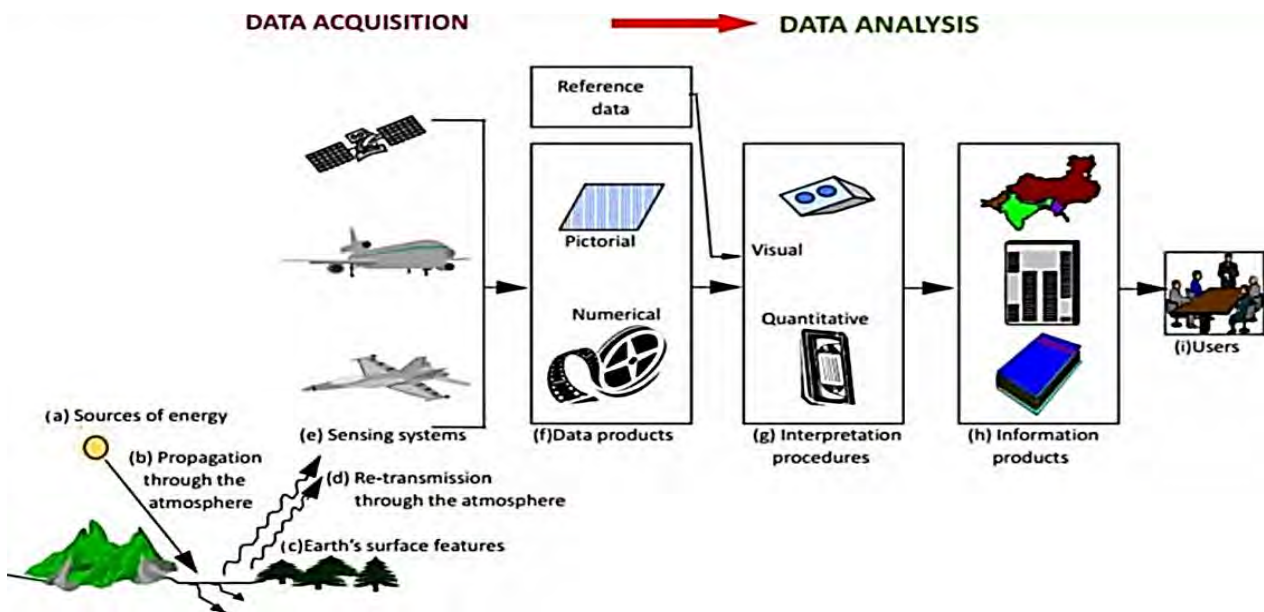 DATA ACQUISITION
DATA ANALYSIS
Reference
data
Pictorial
Numerical
Visual
Quantitative
(a) Sources of energy
(b) Propagation
through the
atmosphere
(c)Earth's surface features
(d) Re-transmission
through the atmosphere
(e) Sensing systems
(f)Data products
(g) Interpretation
procedures
(h) Information
products
(i)Users